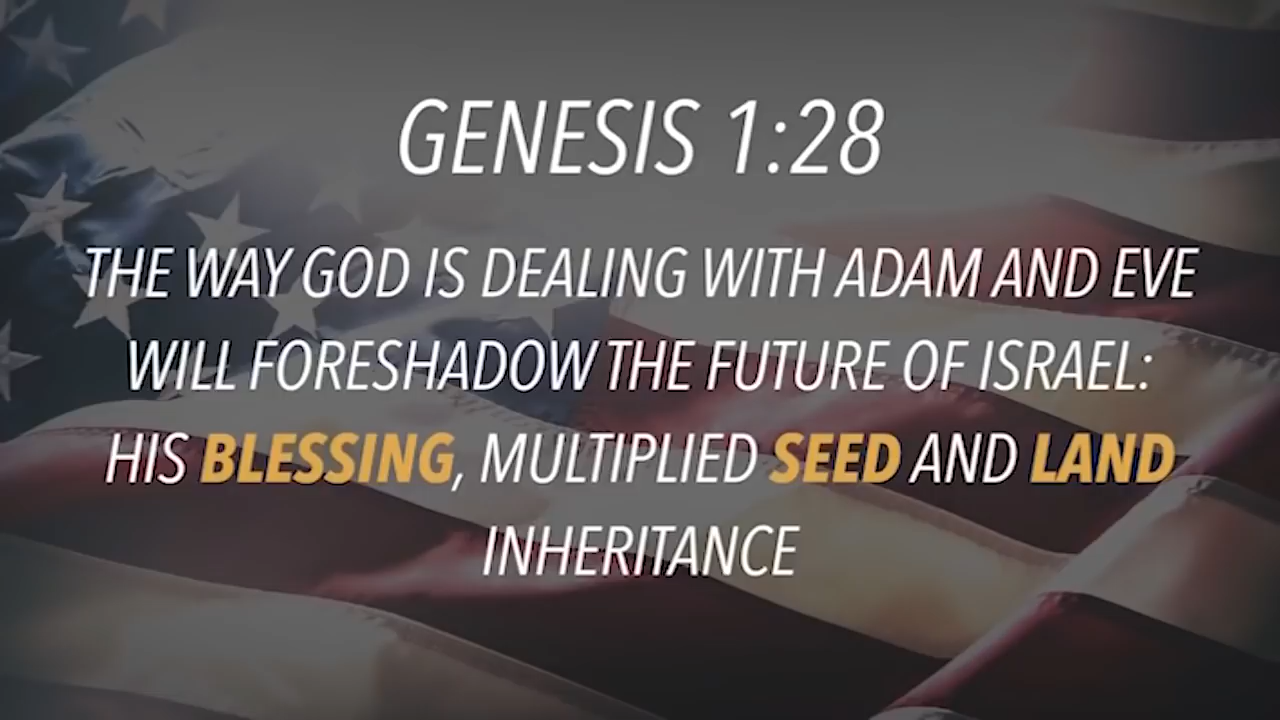 GENESIS 1:28
THE WAY GOD IS DEALING WITH ADAM AND EVE
WILL FORESHADOW THE FUTURE OF ISRAEL:
HIS BLESSING, MULTIPLIED SEED AND LAND
INHERITANCE